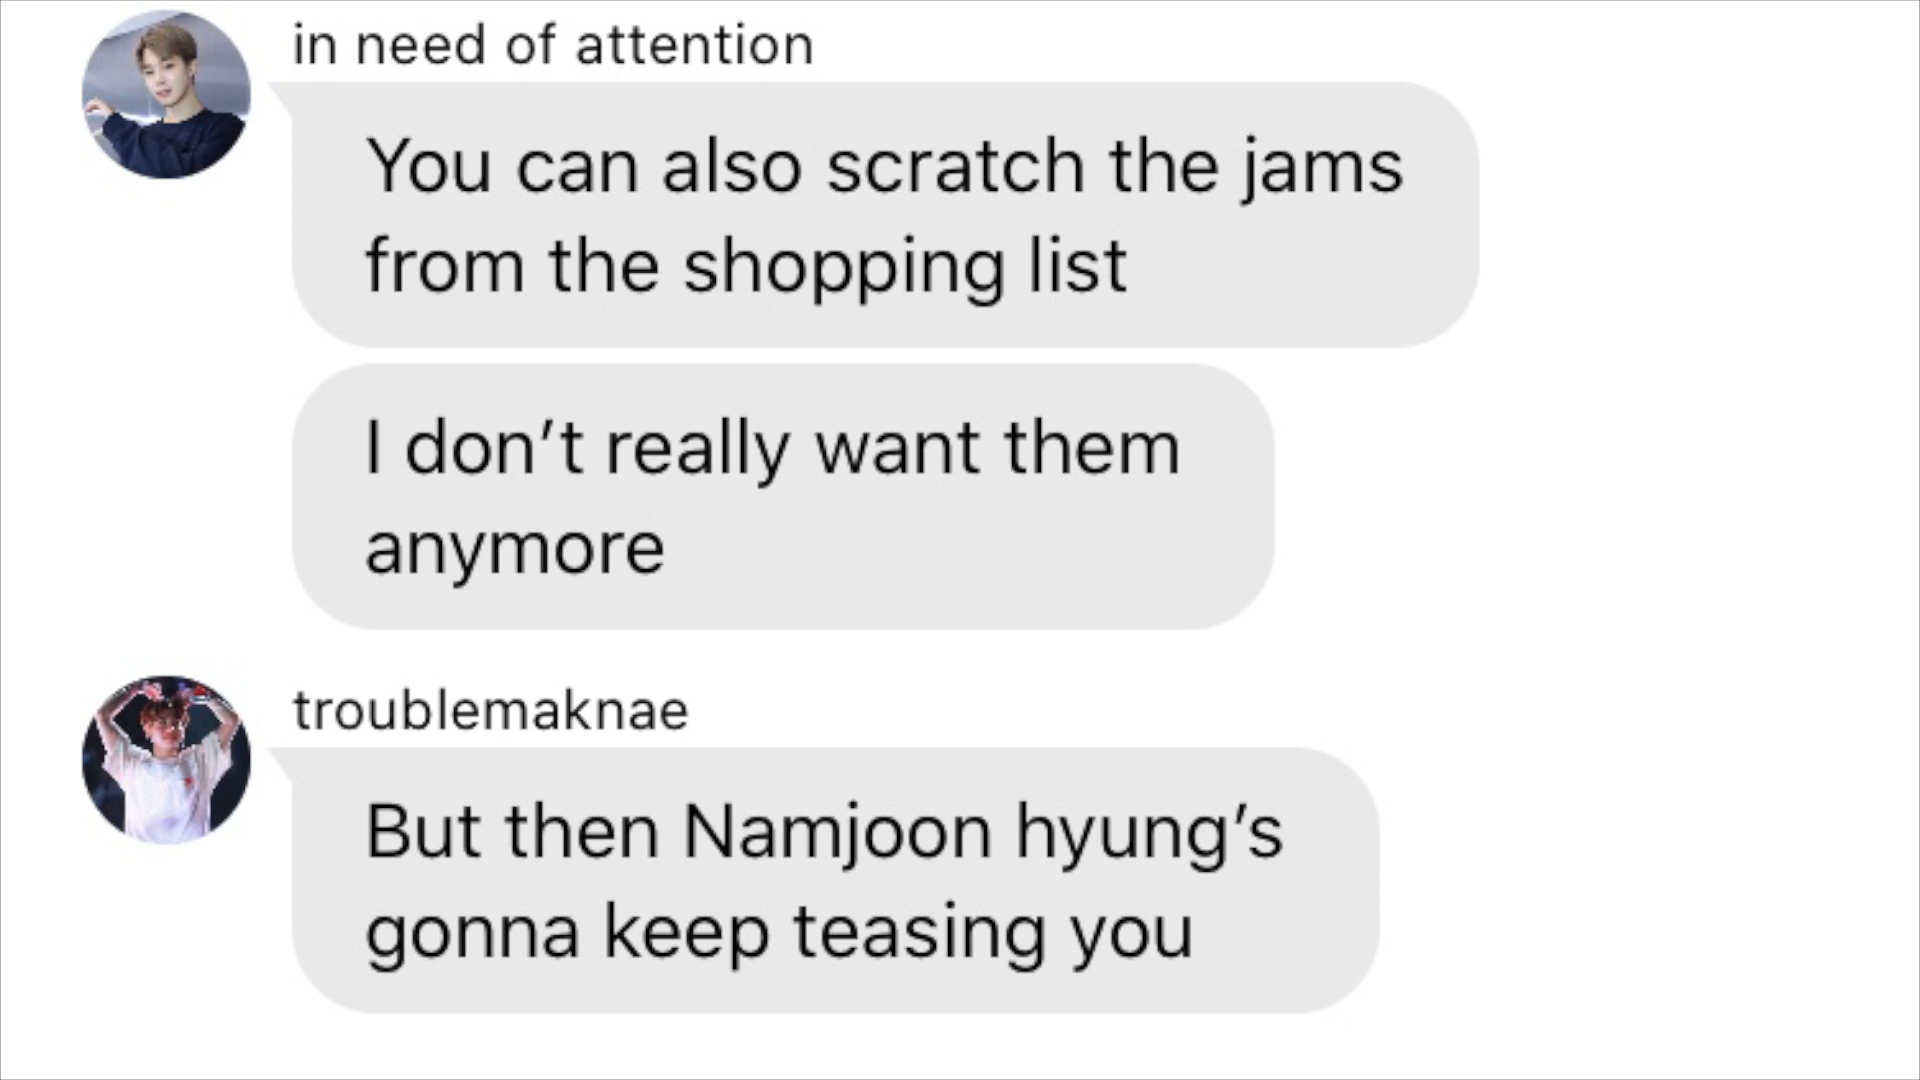 in need of attention
You can also scratch the jams
from the shopping list
I don’t really want them
anymore
troublemaknae
But then Namjoon hyung’s
gonna keep teasing you